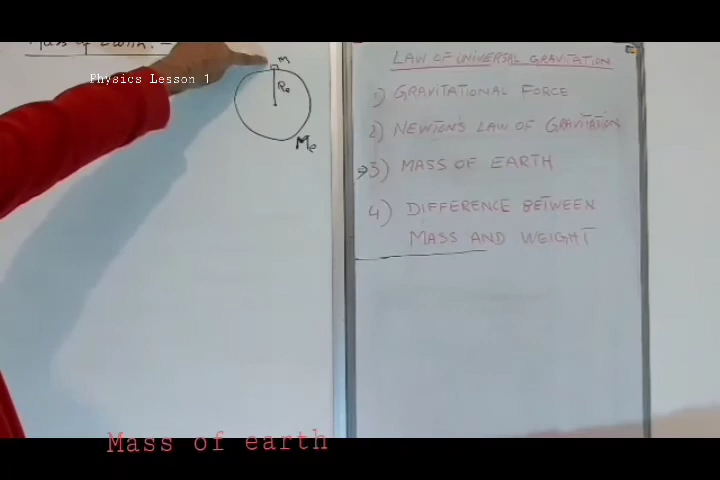 Mass of Earth :-
Physics Lesson 1
m
Re
Me
LAW OF UNIVERSAL GRAVITATION
1) GRAVITATIONAL FORCE
2) NEWTON'S LAW OF GRAVITATION
3) MASS OF EARTH
4) DIFFERENCE BETWEEN
MASS AND WEIGHT
Mass of earth